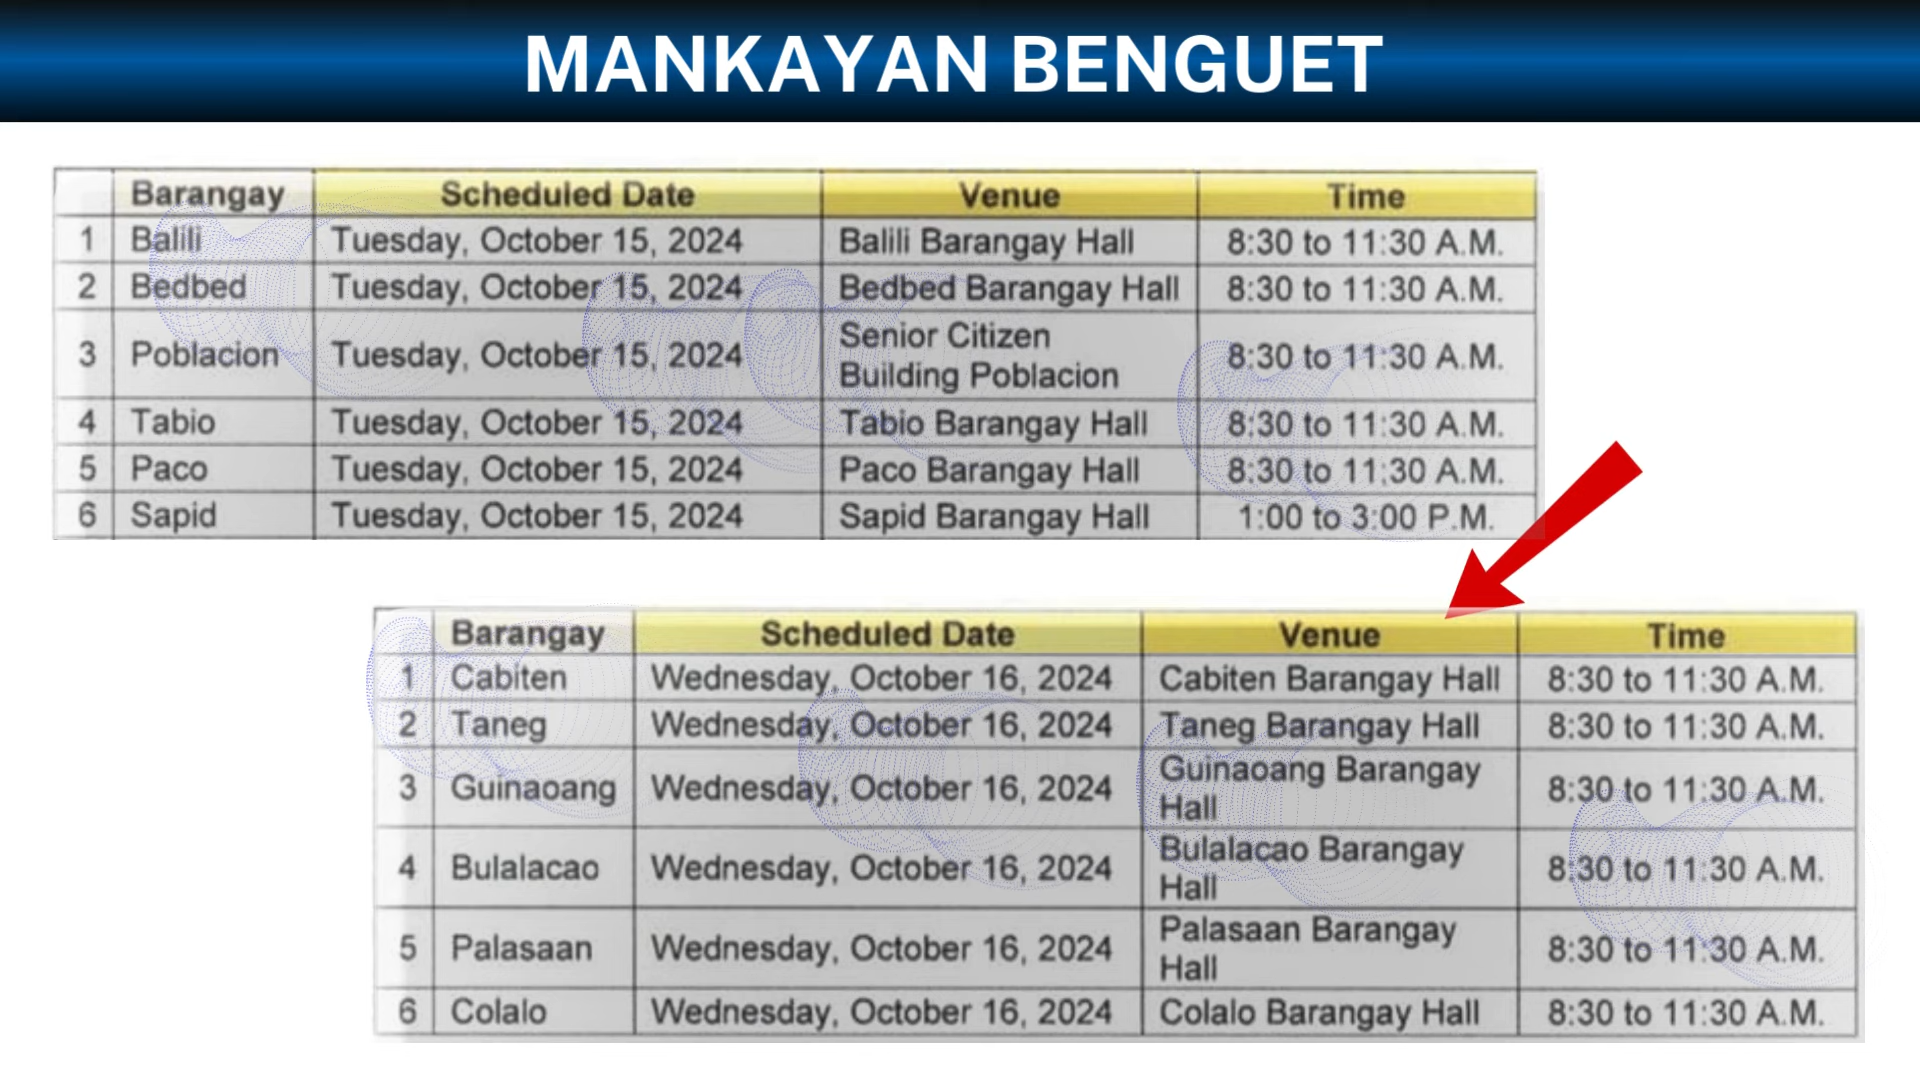 MANKAYAN BENGUET
Barangay Scheduled Date Venue Time
1 Balili Tuesday, October 15, 2024 Balili Barangay Hall 8:30 to 11:30 A.M.
2 Bedbed Tuesday, October 15, 2024 Bedbed Barangay Hall 8:30 to 11:30 A.M.
3 Poblacion Tuesday, October 15, 2024 Senior Citizen
Building Poblacion 8:30 to 11:30 A.M.
4 Tabio Tuesday, October 15, 2024 Tabio Barangay Hall 8:30 to 11:30 A.M.
5 Paco Tuesday, October 15, 2024 Paco Barangay Hall 8:30 to 11:30 A.M.
6 Sapid Tuesday, October 15, 2024 Sapid Barangay Hall 1:00 to 3:00 P.M.
Barangay Scheduled Date Venue Time
1 Cabiten Wednesday, October 16, 2024 Cabiten Barangay Hall 8:30 to 11:30 A.M.
2 Taneg Wednesday, October 16, 2024 Taneg Barangay Hall 8:30 to 11:30 A.M.
3 Guinaoang Wednesday, October 16, 2024 Guinaoang Barangay
Hall 8:30 to 11:30 A.M.
4 Bulalacao Wednesday, October 16, 2024 Bulalacao Barangay
Hall 8:30 to 11:30 A.M.
5 Palasaan Wednesday, October 16, 2024 Palasaan Barangay
Hall 8:30 to 11:30 A.M.
6 Colalo Wednesday, October 16, 2024 Colalo Barangay Hall 8:30 to 11:30 A.M.